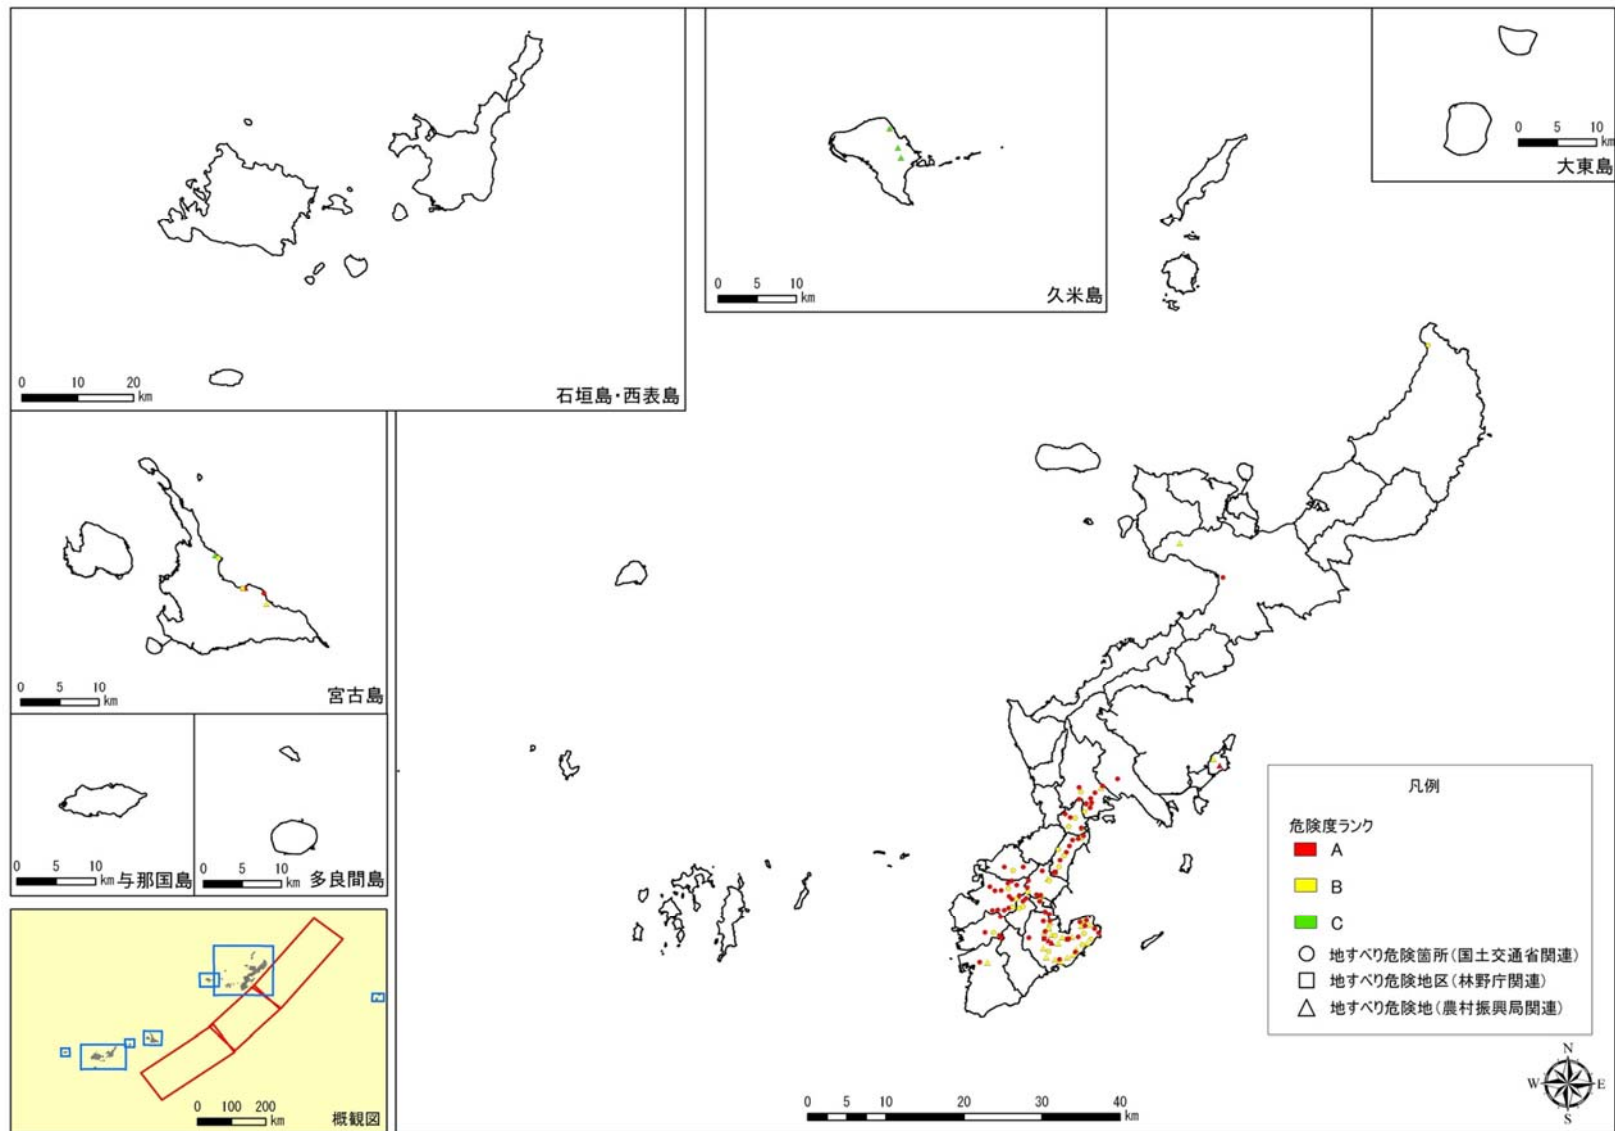 0 10 20
km
石垣島・西表島
0 5 10
km
久米島
0 5 10
km
大東島
0 5 10
km
宮古島
0 5 10
km
与那国島
0 5 10
km
多良間島
0 100 200
km
概観図
凡例
危険度ランク
A
B
C
地すべり危険箇所(国土交通省関連)
地すべり危険地区(林野庁関連)
地すべり危険地(農村振興局関連)
0 5 10 20 30 40
km
N
W E
S